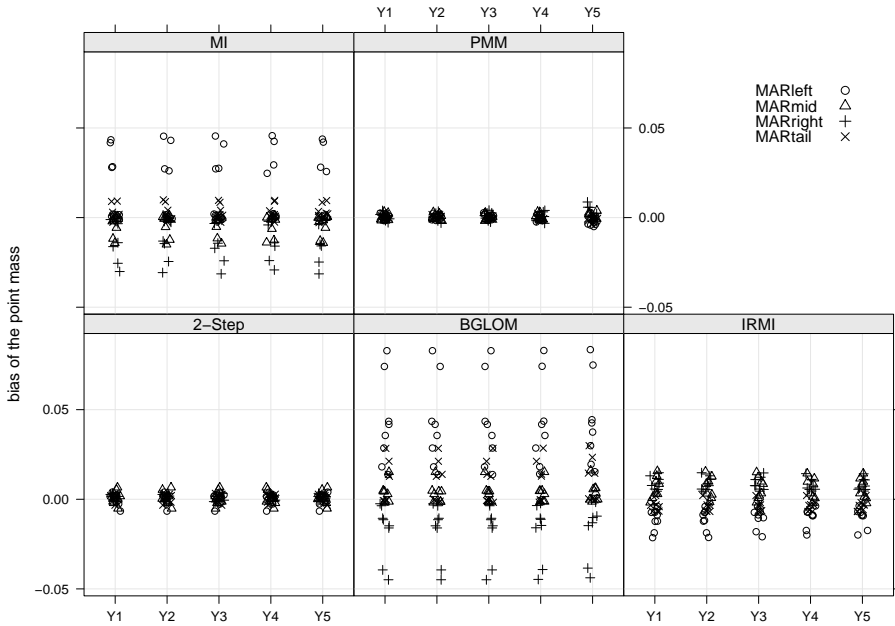 Y1 Y2 Y3 Y4 Y5
MI PMM
MARleft
MARmid
MARright
MARtail
0.05
0.00
−0.05
2−Step BGLOM IRMI
bias of the point mass
0.05
0.00
−0.05
Y1 Y2 Y3 Y4 Y5 Y1 Y2 Y3 Y4 Y5